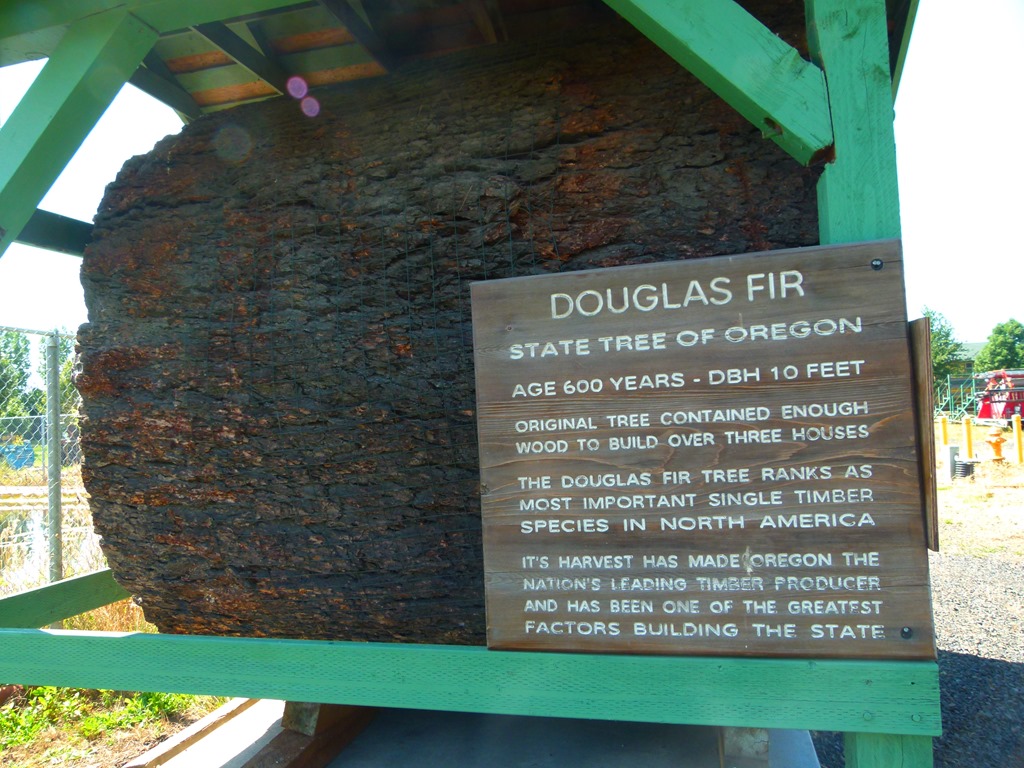 DOUGLAS FIR
STATE TREE OF OREGON
AGE 600 YEARS - DBH 10 FEET
ORIGINAL TREE CONTAINED ENOUGH
WOOD TO BUILD OVER THREE HOUSES
THE DOUGLAS FIR TREE RANKS AS
MOST IMPORTANT SINGLE TIMBER
SPECIES IN NORTH AMERICA
IT'S HARVEST HAS MADE OREGON THE
NATION'S LEADING TIMBER PRODUCER
AND HAS BEEN ONE OF THE GREATEST
FACTORS BUILDING THE STATE